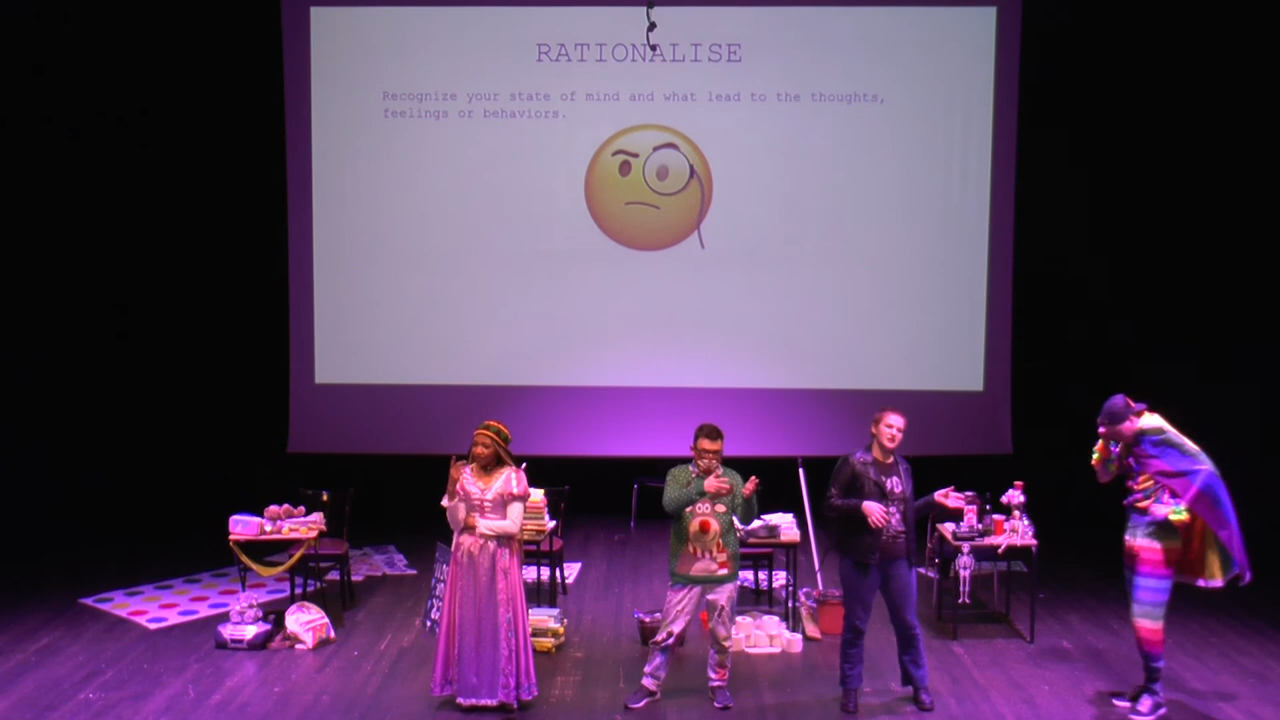 RATIONALISE
Recognize your state of mind and what lead to the thoughts,
feelings or behaviors.